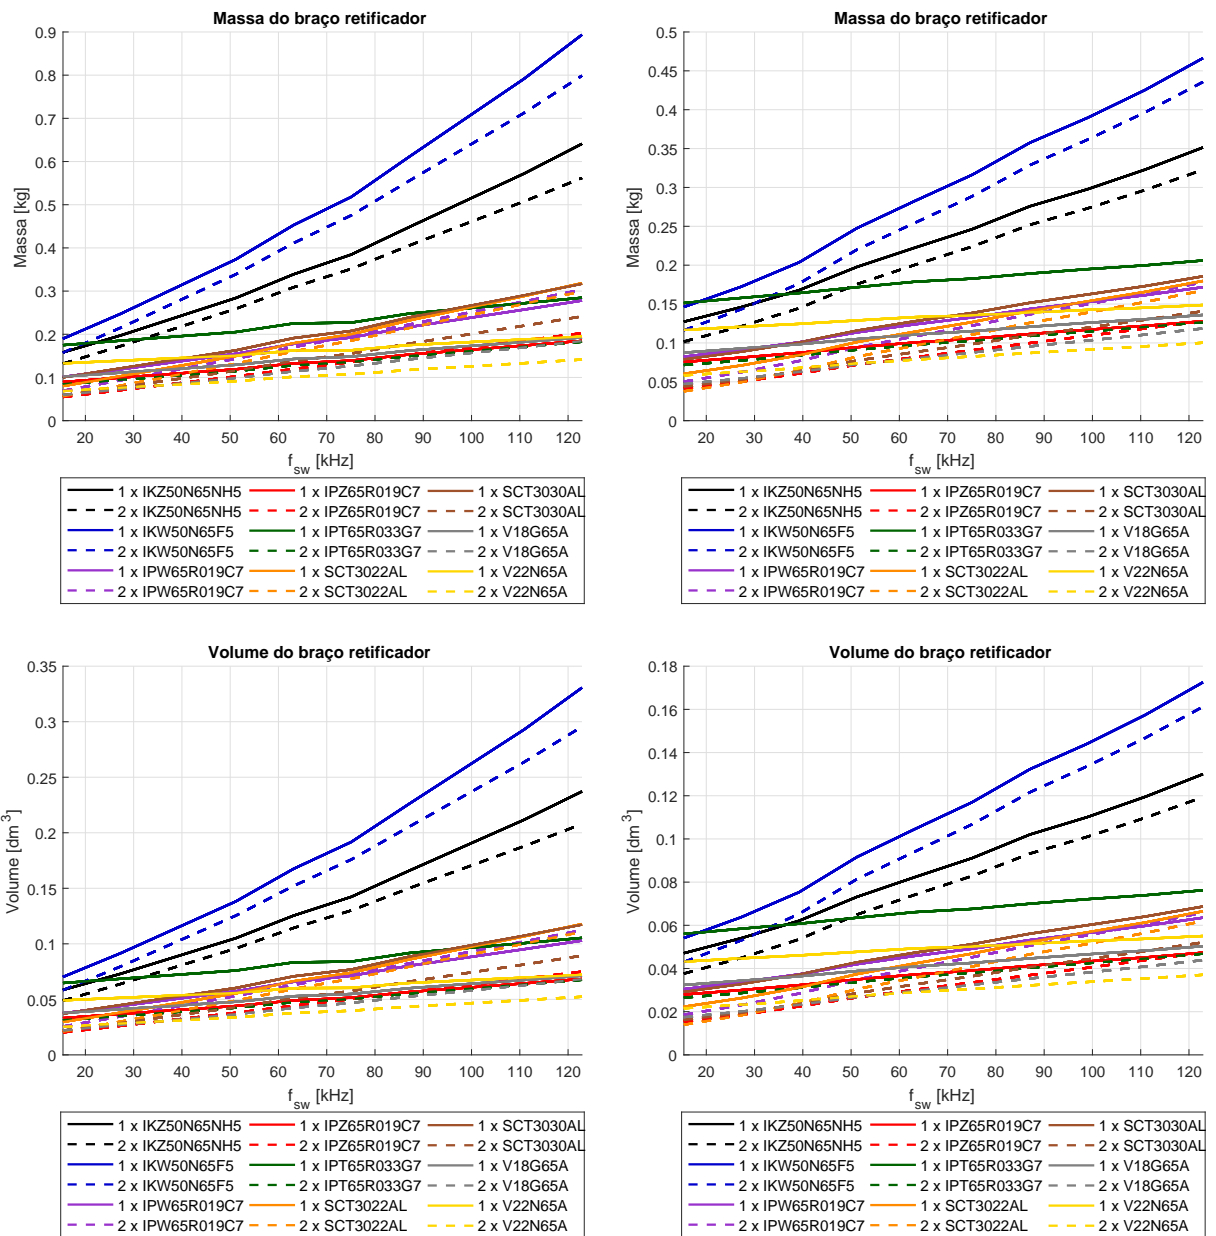 Massa do braço retificador
0.9
0.8
0.7
0.6
0.5
0.4
0.3
0.2
0.1
0
Massa [kg]
20 30 40 50 60 70 80 90 100 110 120
f_sw [kHz]
1 x IKZ50N65NH5 1 x IPZ65R019C7 1 x SCT3030AL
2 x IKZ50N65NH5 2 x IPZ65R019C7 2 x SCT3030AL
1 x IKW50N65F5 1 x IPT65R033G7 1 x V18G65A
2 x IKW50N65F5 2 x IPT65R033G7 2 x V18G65A
1 x IPW65R019C7 1 x SCT3022AL 1 x V22N65A
2 x IPW65R019C7 2 x SCT3022AL 2 x V22N65A
Massa do braço retificador
0.5
0.45
0.4
0.35
0.3
0.25
0.2
0.15
0.1
0.05
0
Massa [kg]
20 30 40 50 60 70 80 90 100 110 120
f_sw [kHz]
1 x IKZ50N65NH5 1 x IPZ65R019C7 1 x SCT3030AL
2 x IKZ50N65NH5 2 x IPZ65R019C7 2 x SCT3030AL
1 x IKW50N65F5 1 x IPT65R033G7 1 x V18G65A
2 x IKW50N65F5 2 x IPT65R033G7 2 x V18G65A
1 x IPW65R019C7 1 x SCT3022AL 1 x V22N65A
2 x IPW65R019C7 2 x SCT3022AL 2 x V22N65A
Volume do braço retificador
0.35
0.3
0.25
0.2
0.15
0.1
0.05
0
Volume [dm³]
20 30 40 50 60 70 80 90 100 110 120
f_sw [kHz]
1 x IKZ50N65NH5 1 x IPZ65R019C7 1 x SCT3030AL
2 x IKZ50N65NH5 2 x IPZ65R019C7 2 x SCT3030AL
1 x IKW50N65F5 1 x IPT65R033G7 1 x V18G65A
2 x IKW50N65F5 2 x IPT65R033G7 2 x V18G65A
1 x IPW65R019C7 1 x SCT3022AL 1 x V22N65A
2 x IPW65R019C7 2 x SCT3022AL 2 x V22N65A
Volume do braço retificador
0.18
0.16
0.14
0.12
0.1
0.08
0.06
0.04
0.02
0
Volume [dm³]
20 30 40 50 60 70 80 90 100 110 120
f_sw [kHz]
1 x IKZ50N65NH5 1 x IPZ65R019C7 1 x SCT3030AL
2 x IKZ50N65NH5 2 x IPZ65R019C7 2 x SCT3030AL
1 x IKW50N65F5 1 x IPT65R033G7 1 x V18G65A
2 x IKW50N65F5 2 x IPT65R033G7 2 x V18G65A
1 x IPW65R019C7 1 x SCT3022AL 1 x V22N65A
2 x IPW65R019C7 2 x SCT3022AL 2 x V22N65A